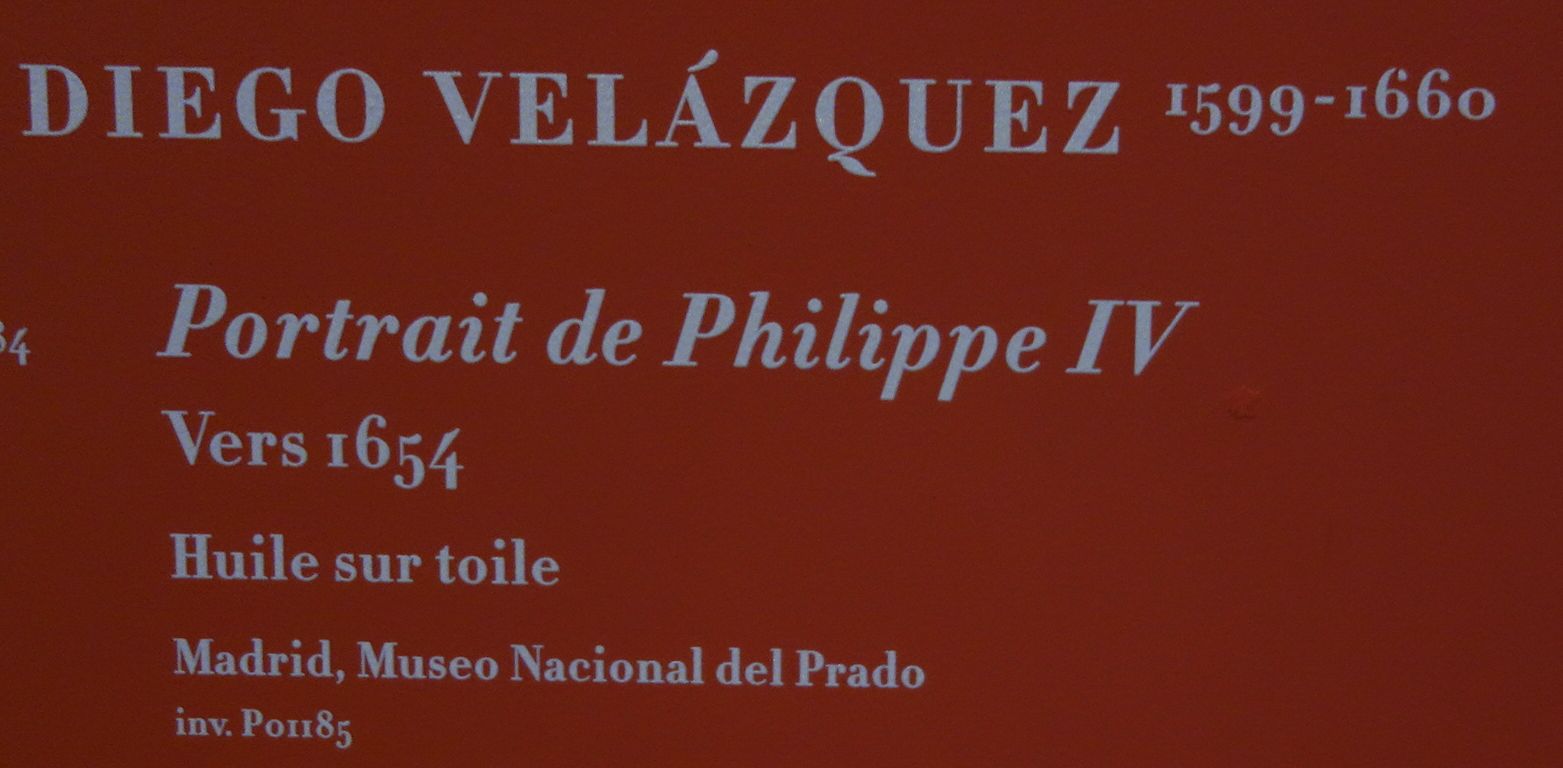 DIEGO VELÁZQUEZ 1599-1660
Portrait de Philippe IV
Vers 1654
Huile sur toile
Madrid, Museo Nacional del Prado
inv. P01185